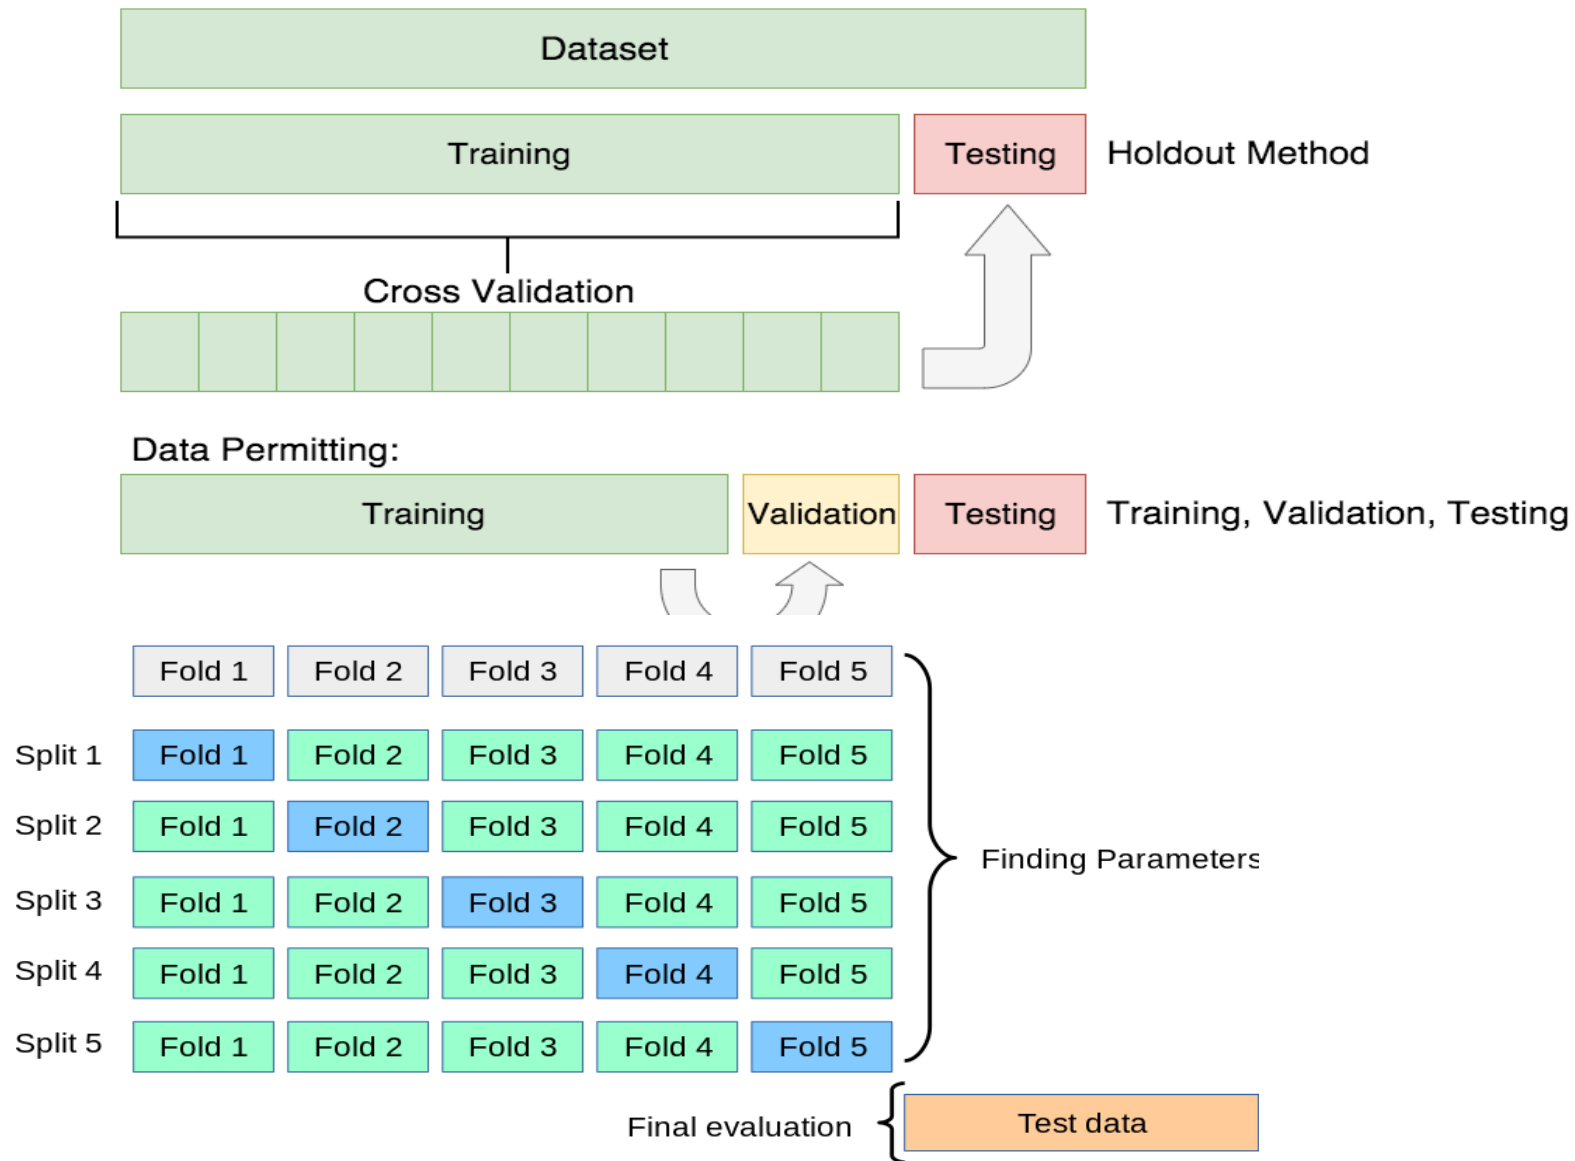 Dataset
Training Testing Holdout Method
Cross Validation
Data Permitting:
Training Validation Testing Training, Validation, Testing
Fold 1 Fold 2 Fold 3 Fold 4 Fold 5
Split 1 Fold 1 Fold 2 Fold 3 Fold 4 Fold 5
Split 2 Fold 1 Fold 2 Fold 3 Fold 4 Fold 5
Finding Parameters
Split 3 Fold 1 Fold 2 Fold 3 Fold 4 Fold 5
Split 4 Fold 1 Fold 2 Fold 3 Fold 4 Fold 5
Split 5 Fold 1 Fold 2 Fold 3 Fold 4 Fold 5
Final evaluation Test data